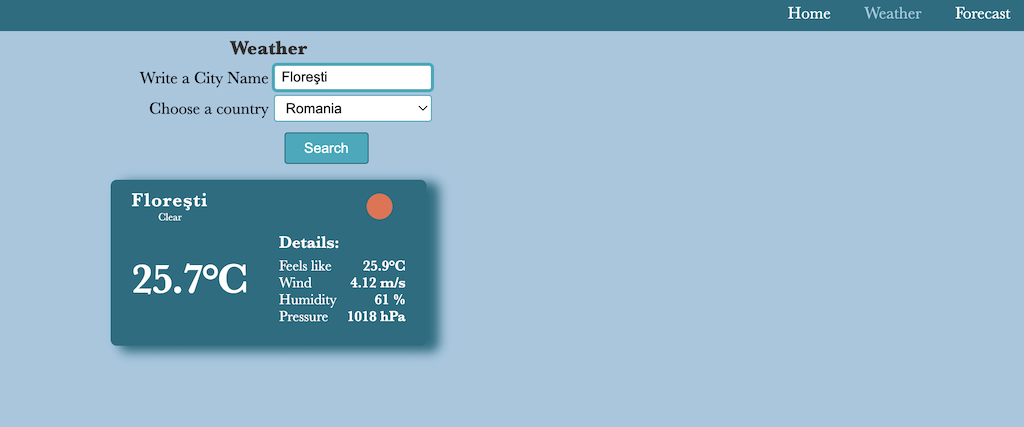 Home Weather Forecast
Weather
Write a City Name Floreşti
Choose a country Romania
Search
Floreşti
Clear
25.7°C
Details:
Feels like 25.9°C
Wind 4.12 m/s
Humidity 61 %
Pressure 1018 hPa